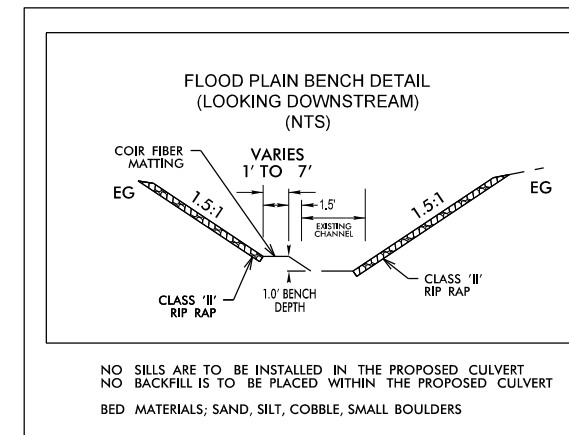 FLOOD PLAIN BENCH DETAIL
(LOOKING DOWNSTREAM)
(NTS)
COIR FIBER
MATTING
VARIES
1' TO 7'
EG
1.5:1
1.5'
EXISTING
CHANNEL
1.5:1
EG
CLASS 'II'
RIP RAP
1.0' BENCH
DEPTH
CLASS 'II'
RIP RAP
NO SILLS ARE TO BE INSTALLED IN THE PROPOSED CULVERT
NO BACKFILL IS TO BE PLACED WITHIN THE PROPOSED CULVERT
BED MATERIALS; SAND, SILT, COBBLE, SMALL BOULDERS